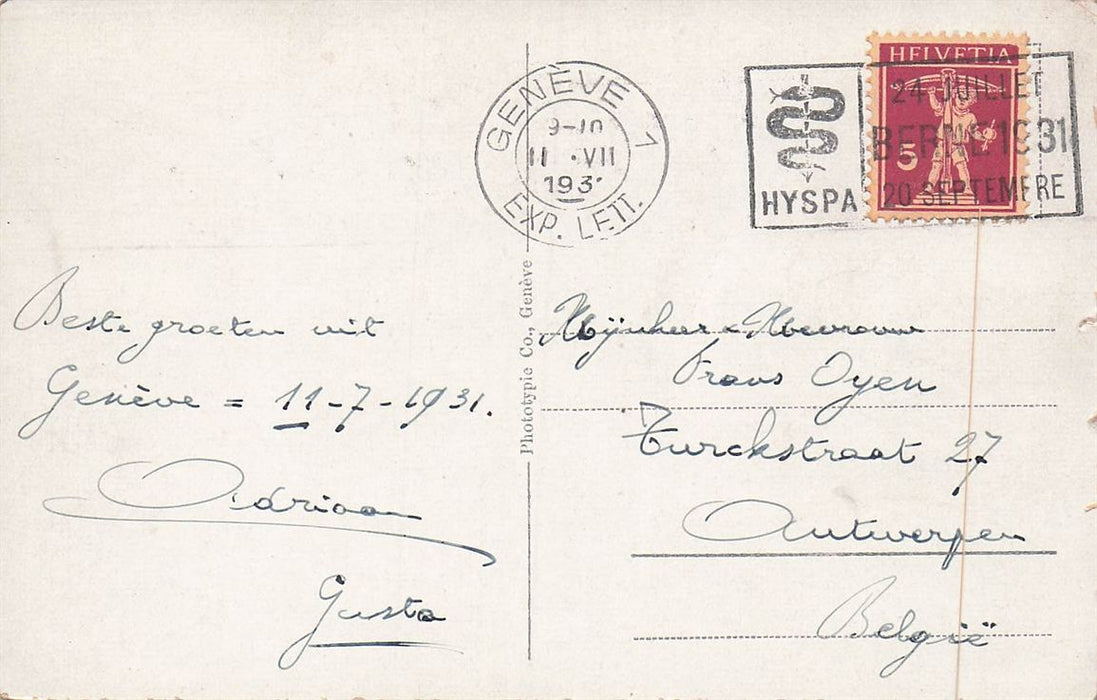 GENÈVE 1
9-10
11 · VII
1931
EXP. LETT.
HYSPA
24 JUILLET
BERNE 1931
20 SEPTEMBRE
HELVETIA
5
Beste groeten uit
Genève = 11-7-1931.
Adriaan
Gusta
Phototypie Co., Genève
Mijnheer & Mevrouw
Frans Oyen
Turckstraat 27
Antwerpen
België